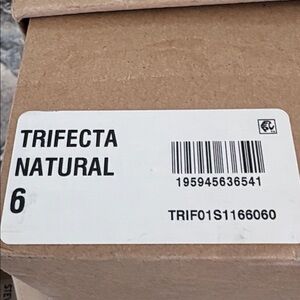 TRIFECTA
NATURAL
6
195945636541
TRIF01S1166060